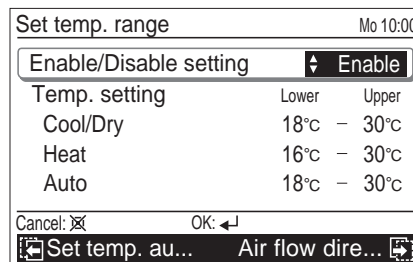 Set temp. range Mo 10:00
Enable/Disable setting Enable
Temp. setting Lower Upper
Cool/Dry 18°C – 30°C
Heat 16°C – 30°C
Auto 18°C – 30°C
Cancel: OK:
Set temp. au... Air flow dire...